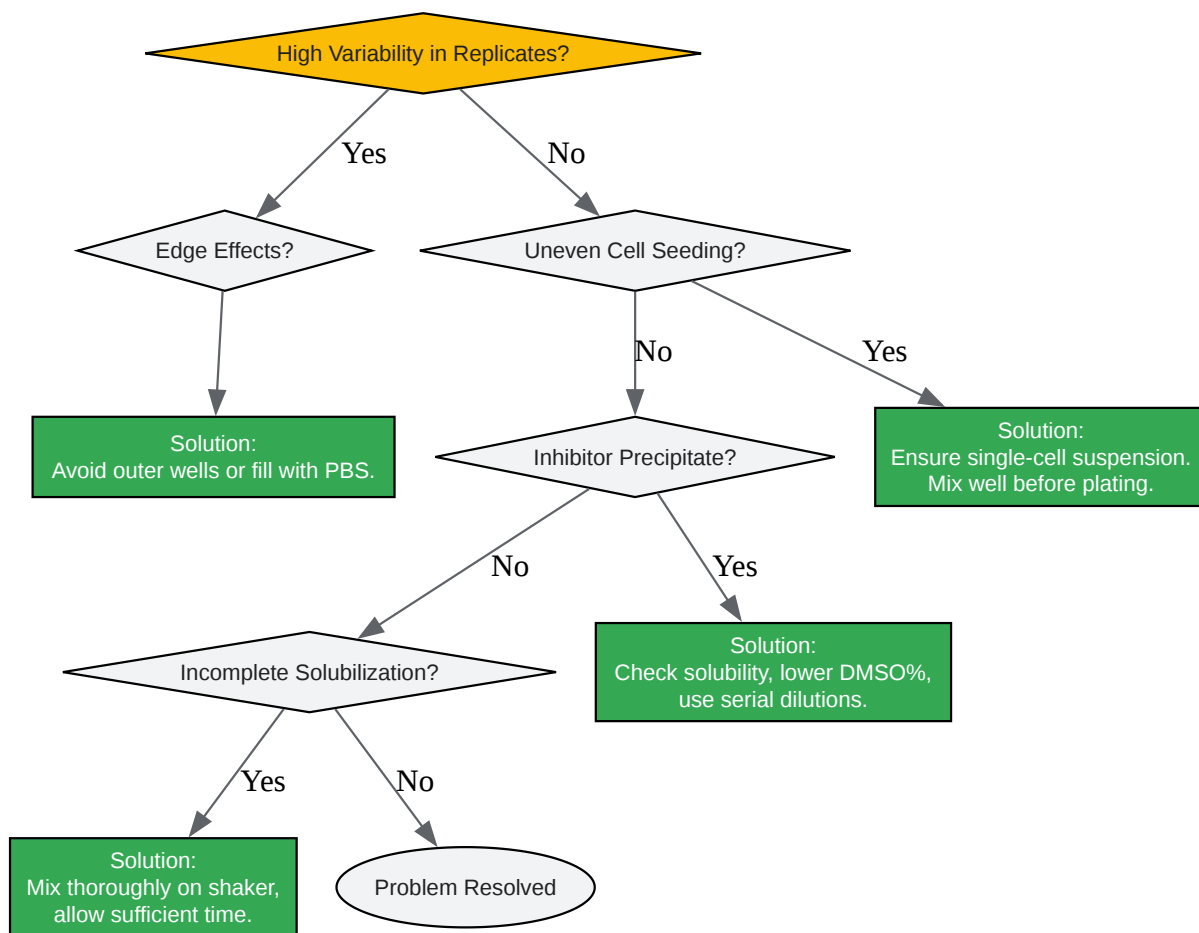 High Variability in Replicates?
Yes
No
Edge Effects?
Uneven Cell Seeding?
No
Yes
Solution:
Avoid outer wells or fill with PBS.
Inhibitor Precipitate?
Solution:
Ensure single-cell suspension.
Mix well before plating.
No
Yes
Incomplete Solubilization?
Solution:
Check solubility, lower DMSO%,
use serial dilutions.
Yes
No
Solution:
Mix thoroughly on shaker,
allow sufficient time.
Problem Resolved